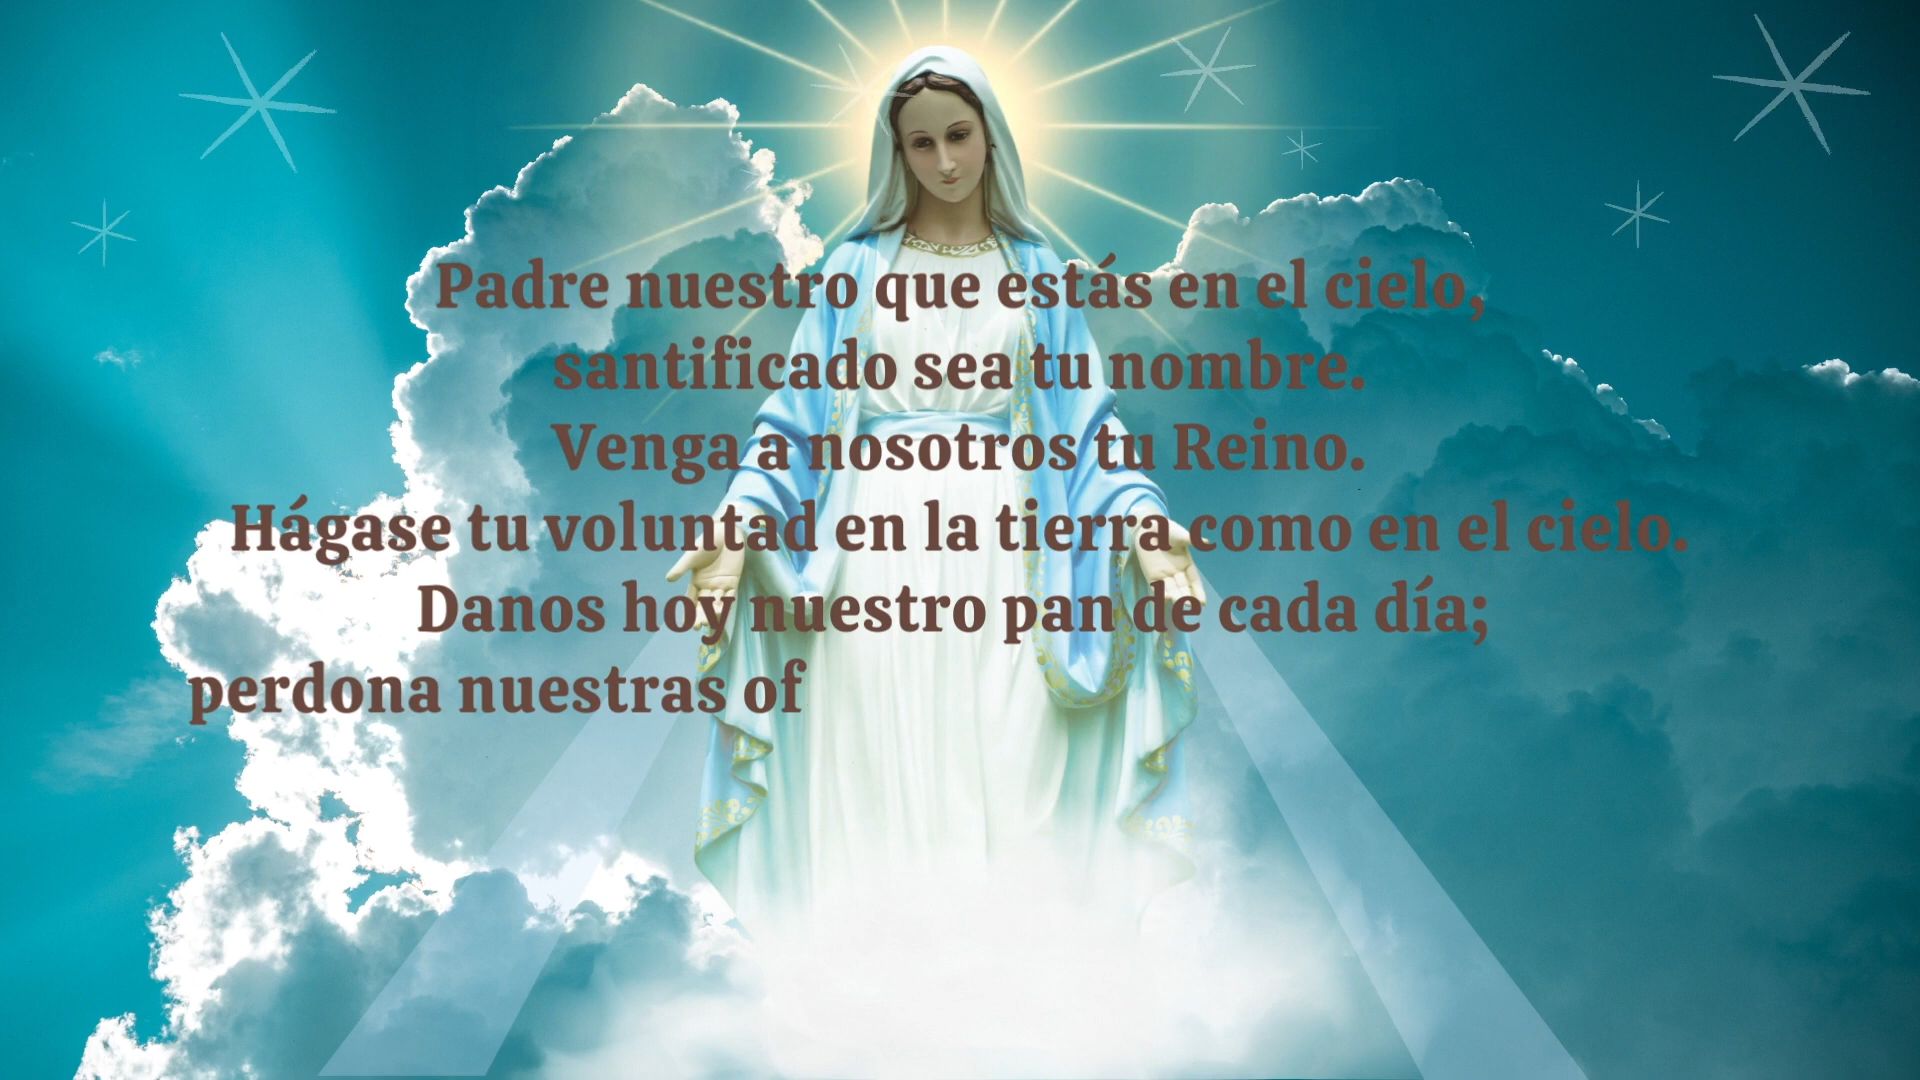 Padre nuestro que estás en el cielo,
santificado sea tu nombre.
Venga a nosotros tu Reino.
Hágase tu voluntad en la tierra como en el cielo.
Danos hoy nuestro pan de cada día;
perdona nuestras of